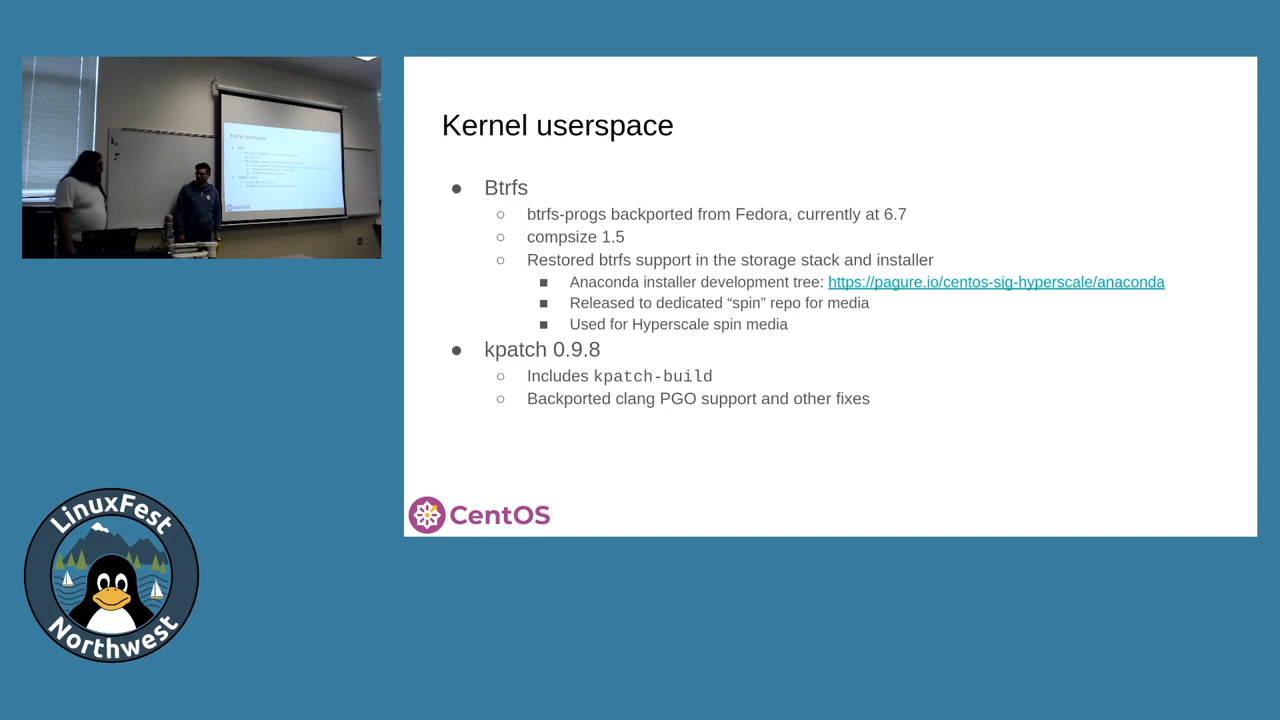 Kernel userspace
● Btrfs
○ btrfs-progs backported from Fedora, currently at 6.7
○ compsize 1.5
○ Restored btrfs support in the storage stack and installer
■ Anaconda installer development tree: https://pagure.io/centos-sig-hyperscale/anaconda
■ Released to dedicated “spin” repo for media
■ Used for Hyperscale spin media
● kpatch 0.9.8
○ Includes kpatch-build
○ Backported clang PGO support and other fixes
CentOS
LinuxFest
Northwest